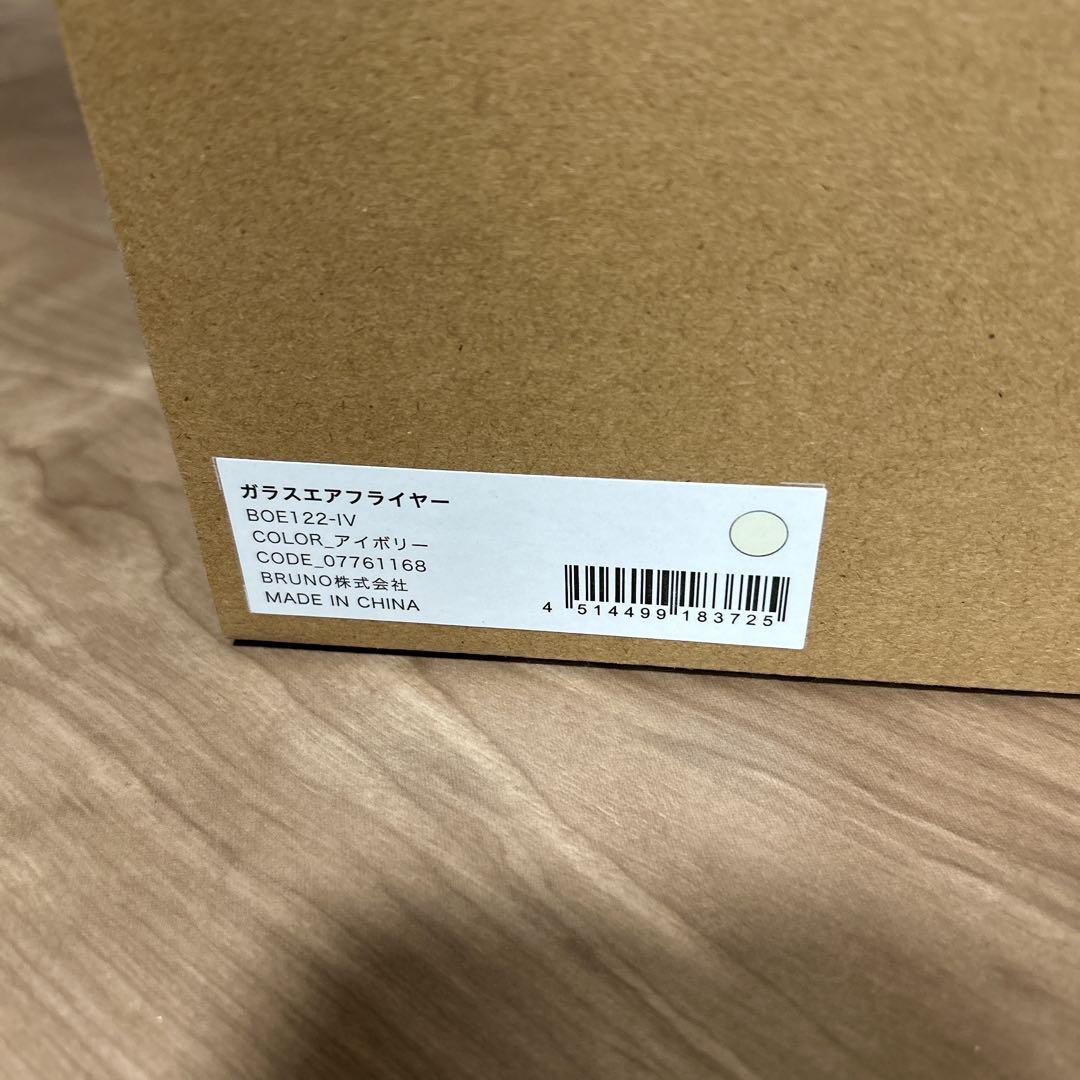 ガラスエアフライヤー
BOE122-IV
COLOR_アイボリー
CODE_07761168
BRUNO株式会社
MADE IN CHINA
4 514499 183725